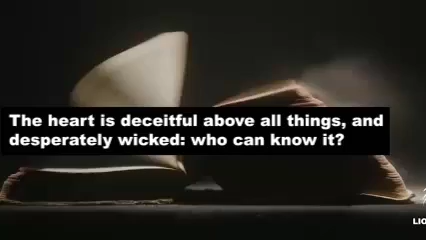 The heart is deceitful above all things, and
desperately wicked: who can know it?